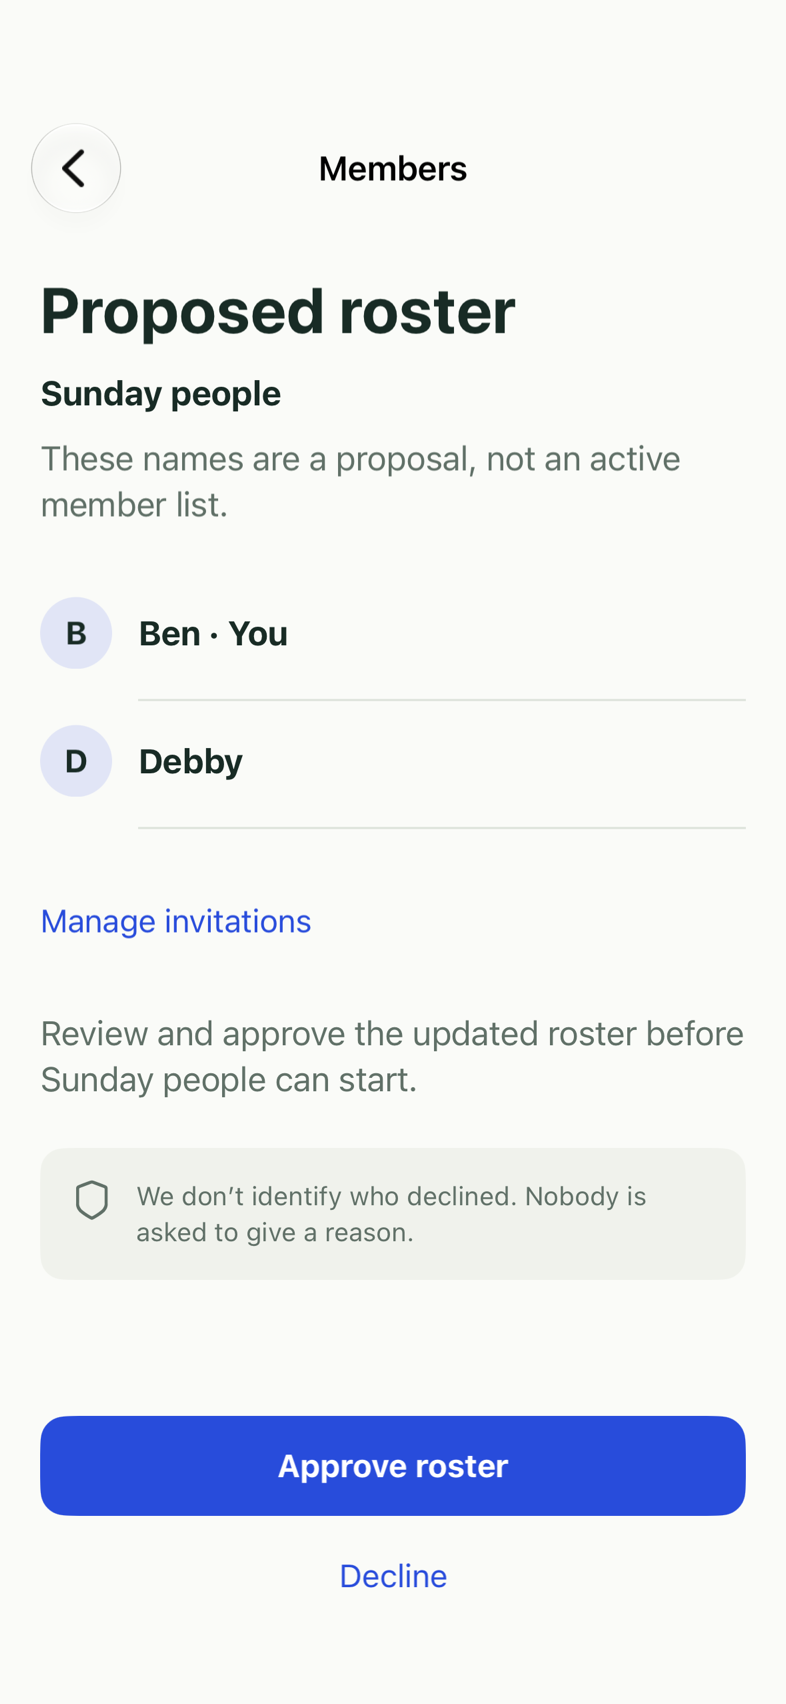 Members
Proposed roster
Sunday people
These names are a proposal, not an active
member list.
B
Ben · You
D
Debby
Manage invitations
Review and approve the updated roster before
Sunday people can start.
We don’t identify who declined. Nobody is
asked to give a reason.
Approve roster
Decline